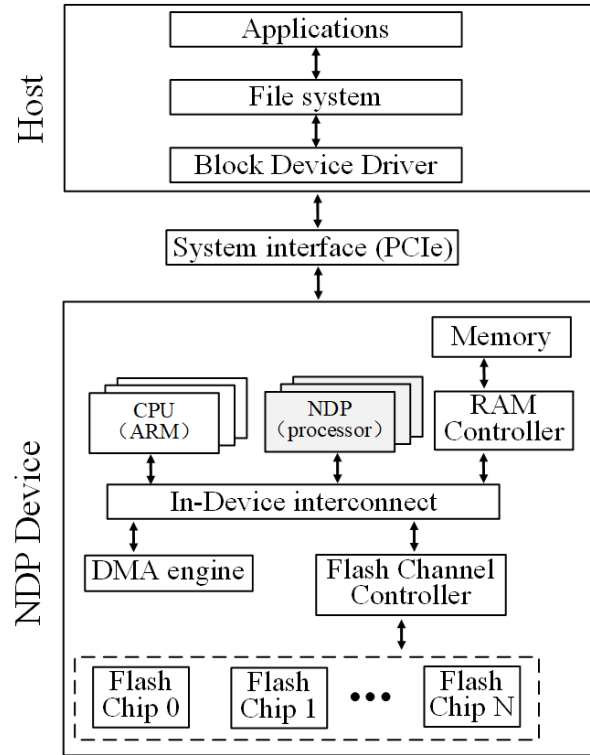 Host
Applications
File system
Block Device Driver
System interface (PCIe)
NDP Device
Memory
CPU
（ARM）
NDP
（processor）
RAM
Controller
In-Device interconnect
DMA engine
Flash Channel
Controller
Flash
Chip 0
Flash
Chip 1
•••
Flash
Chip N